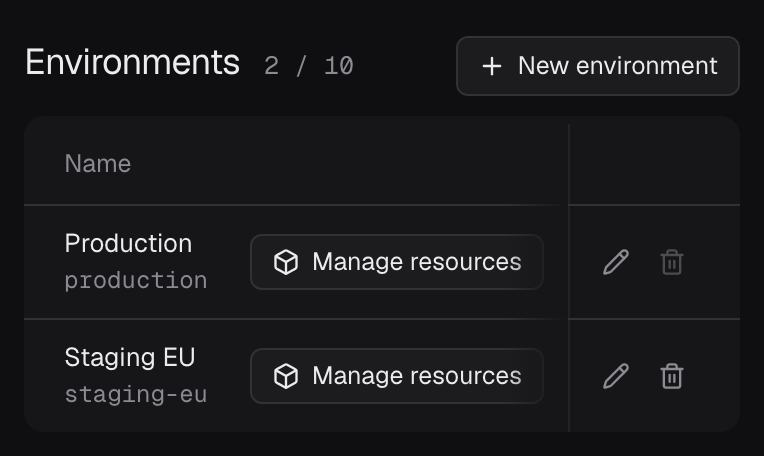 Environments 2 / 10
New environment
Name
Production
production
Manage resources
Staging EU
staging-eu
Manage resources